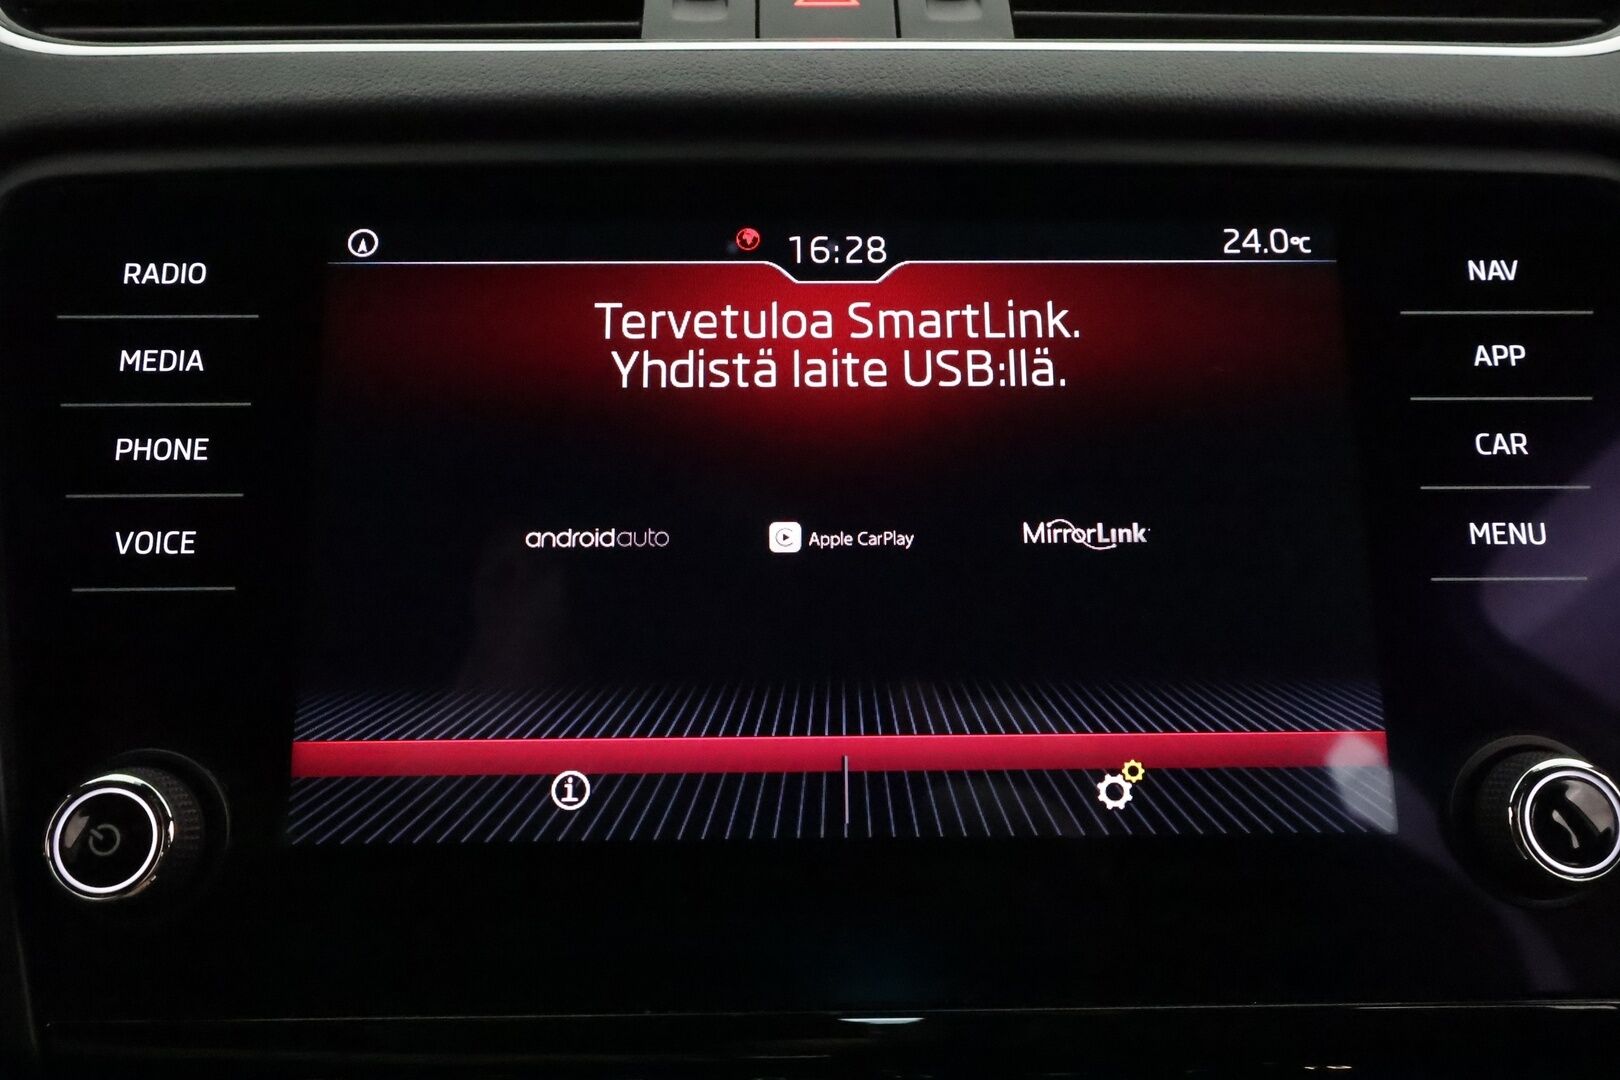 16:28
24.0°C
RADIO
MEDIA
PHONE
VOICE
Tervetuloa SmartLink.
Yhdistä laite USB:llä.
androidauto
Apple CarPlay
MirrorLink
NAV
APP
CAR
MENU